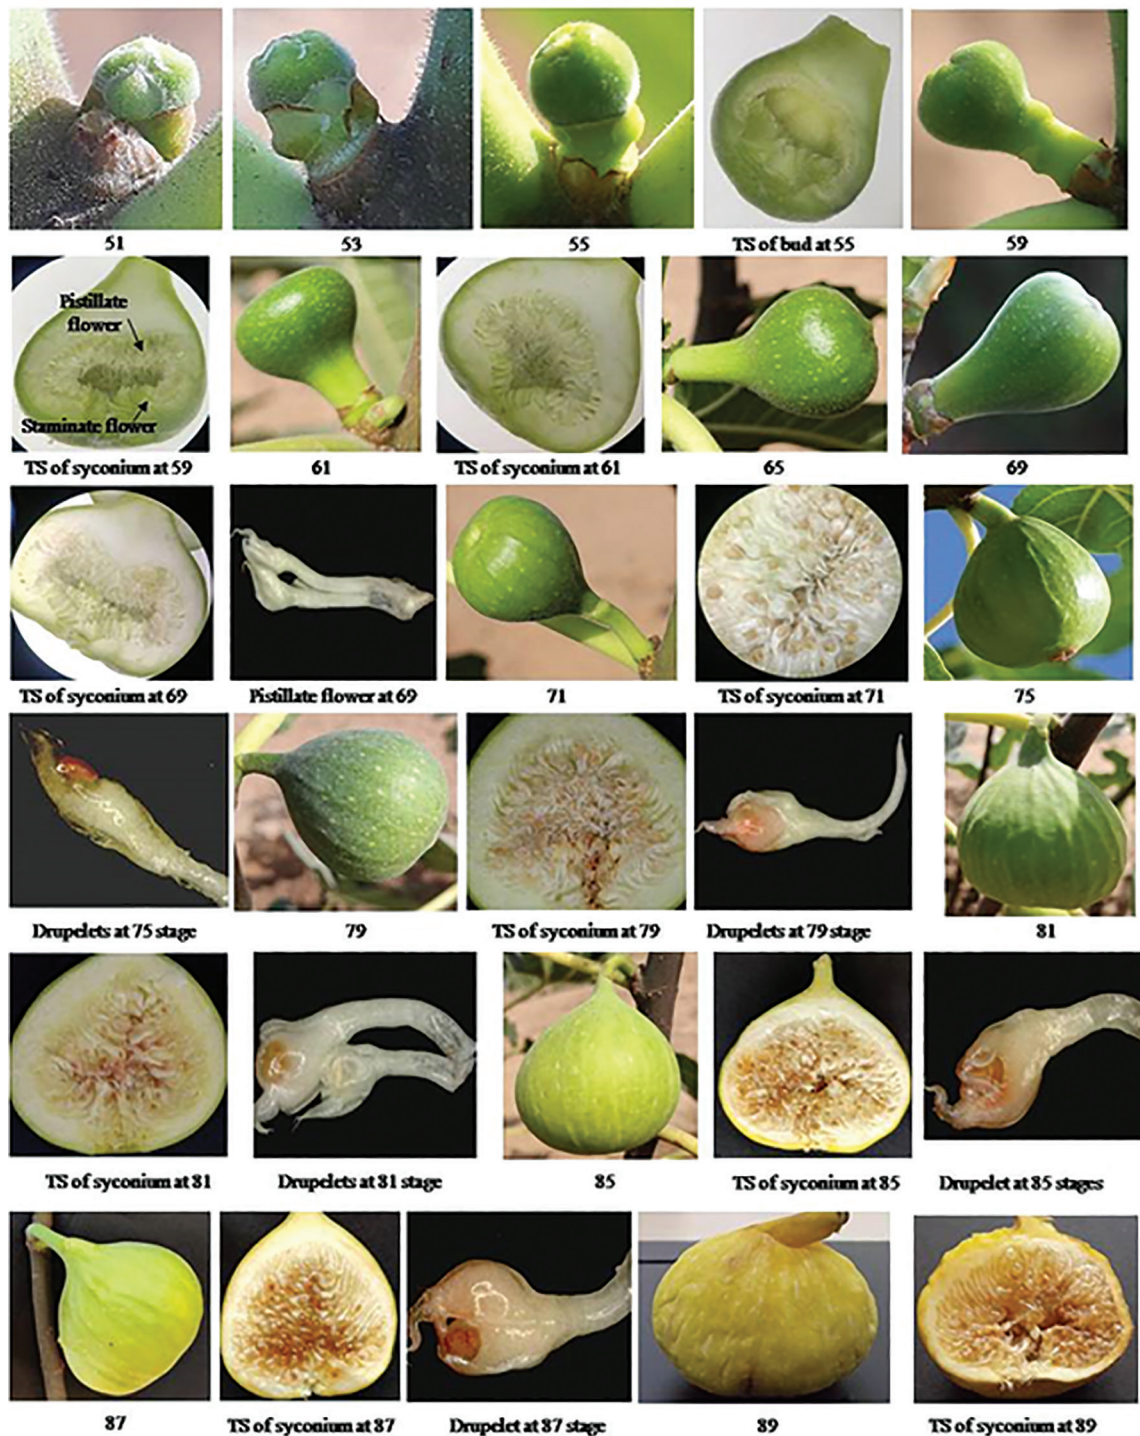 51 53 55 TS of bud at 55 59
Pistillate
flower
Staminate flower
TS of syconium at 59 61 TS of syconium at 61 65 69
TS of syconium at 69 Pistillate flower at 69 71 TS of syconium at 71 75
Drupelets at 75 stage 79 TS of syconium at 79 Drupelets at 79 stage 81
TS of syconium at 81 Drupelets at 81 stage 85 TS of syconium at 85 Drupelet at 85 stages
87 TS of syconium at 87 Drupelet at 87 stage 89 TS of syconium at 89